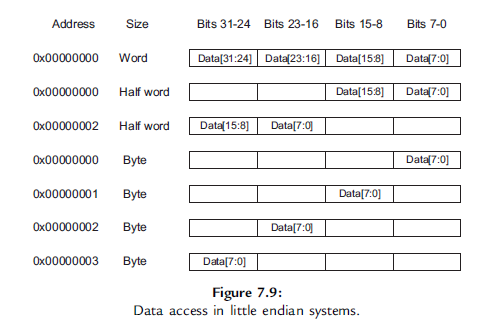 Address Size Bits 31-24 Bits 23-16 Bits 15-8 Bits 7-0
0x00000000 Word Data[31:24] Data[23:16] Data[15:8] Data[7:0]
0x00000000 Half word Data[15:8] Data[7:0]
0x00000002 Half word Data[15:8] Data[7:0]
0x00000000 Byte Data[7:0]
0x00000001 Byte Data[7:0]
0x00000002 Byte Data[7:0]
0x00000003 Byte Data[7:0]
Figure 7.9:
Data access in little endian systems.